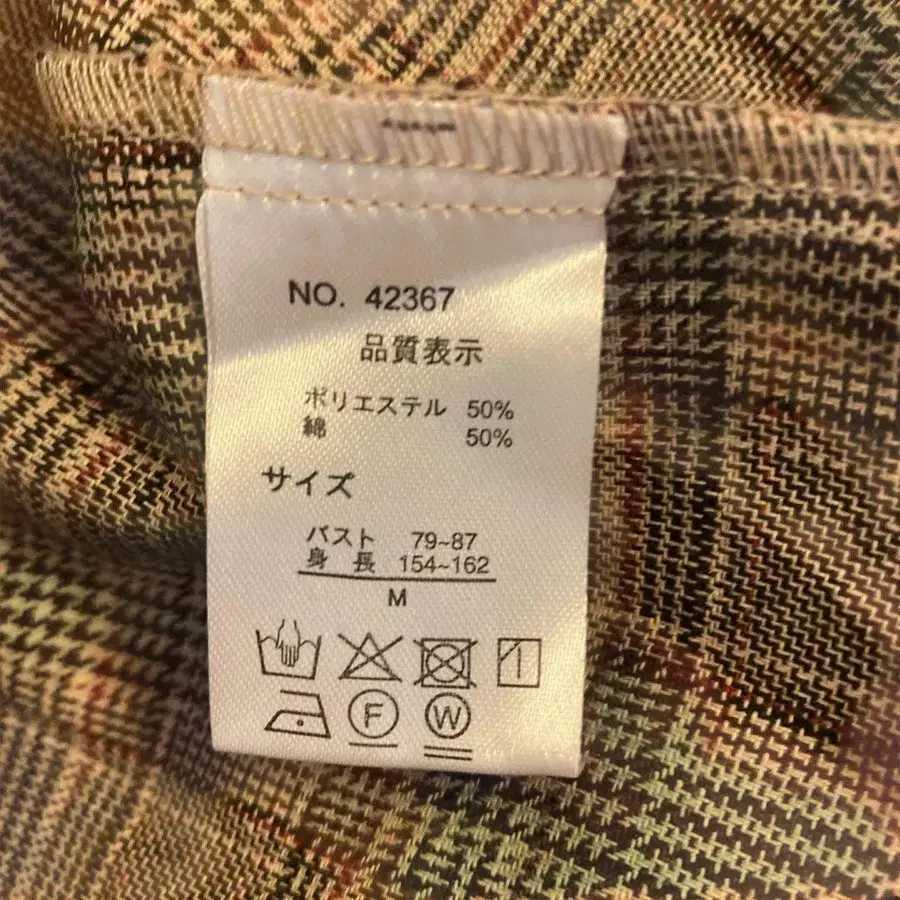 NO. 42367
品質表示
ポリエステル 50%
綿 50%
サイズ
バスト 79~87
身 長 154~162
M
F W